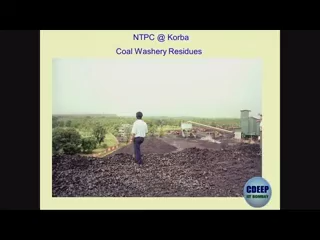 NTPC @ Korba
Coal Washery Residues
CDEEP
IIT BOMBAY